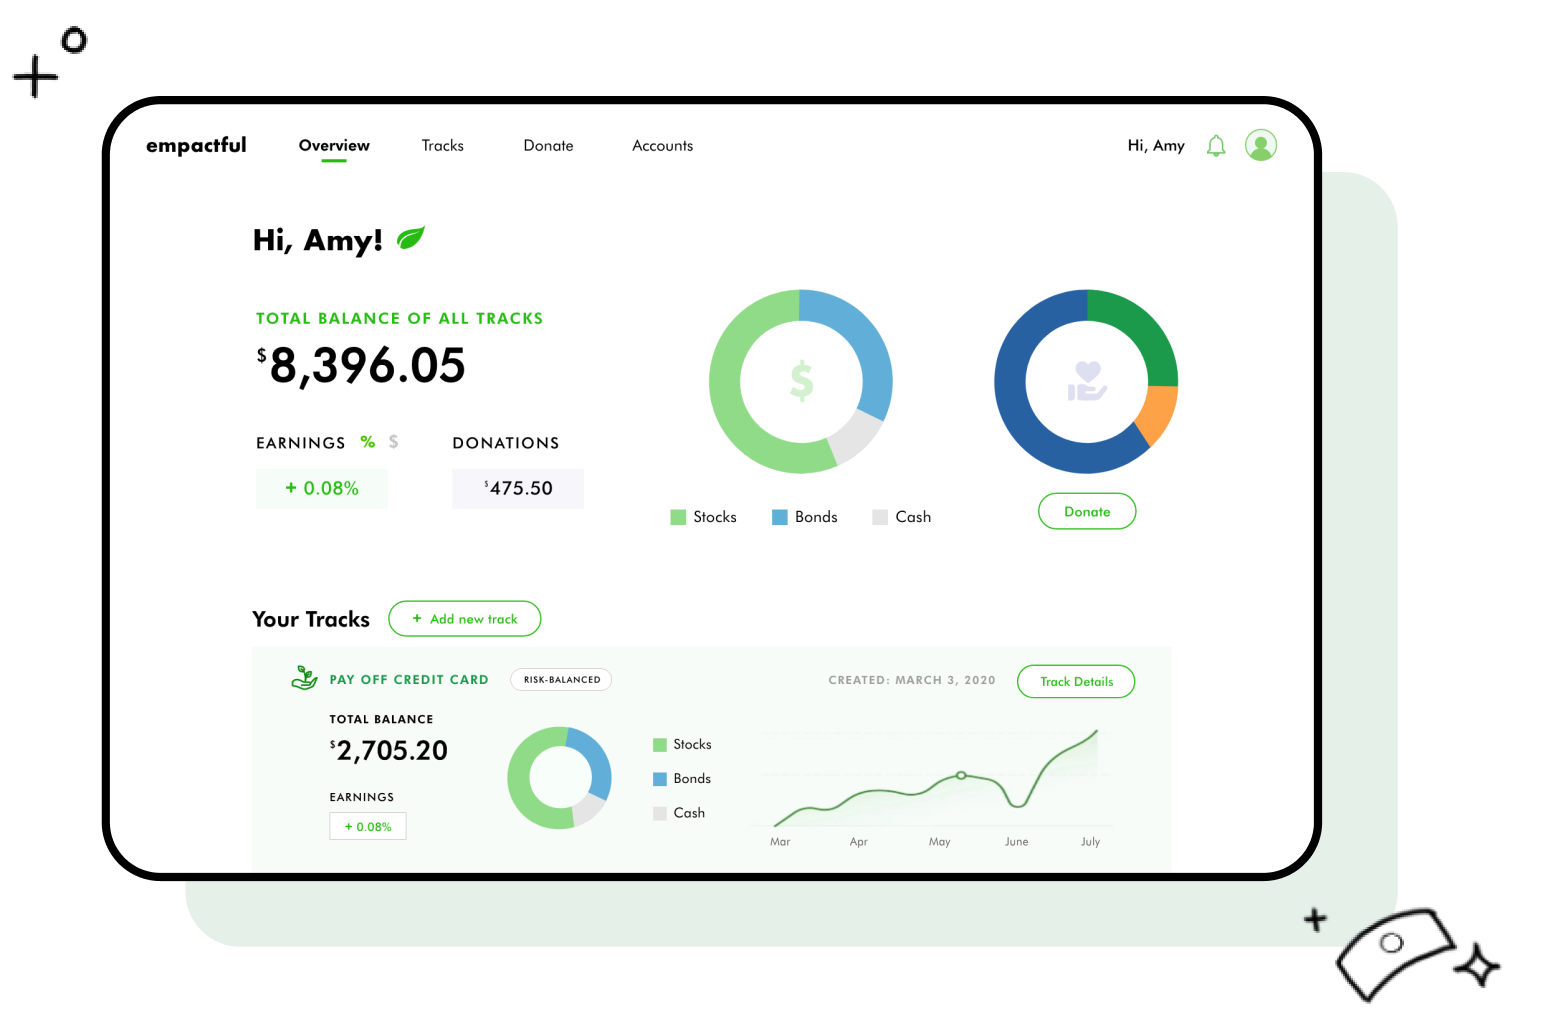 empactful Overview Tracks Donate Accounts Hi, Amy
Hi, Amy!
TOTAL BALANCE OF ALL TRACKS
$8,396.05
EARNINGS % $ DONATIONS
+ 0.08% $475.50
$
Stocks Bonds Cash
Donate
Your Tracks + Add new track
PAY OFF CREDIT CARD RISK-BALANCED CREATED: MARCH 3, 2020 Track Details
TOTAL BALANCE
$2,705.20
EARNINGS
+ 0.08%
Stocks
Bonds
Cash
Mar Apr May June July